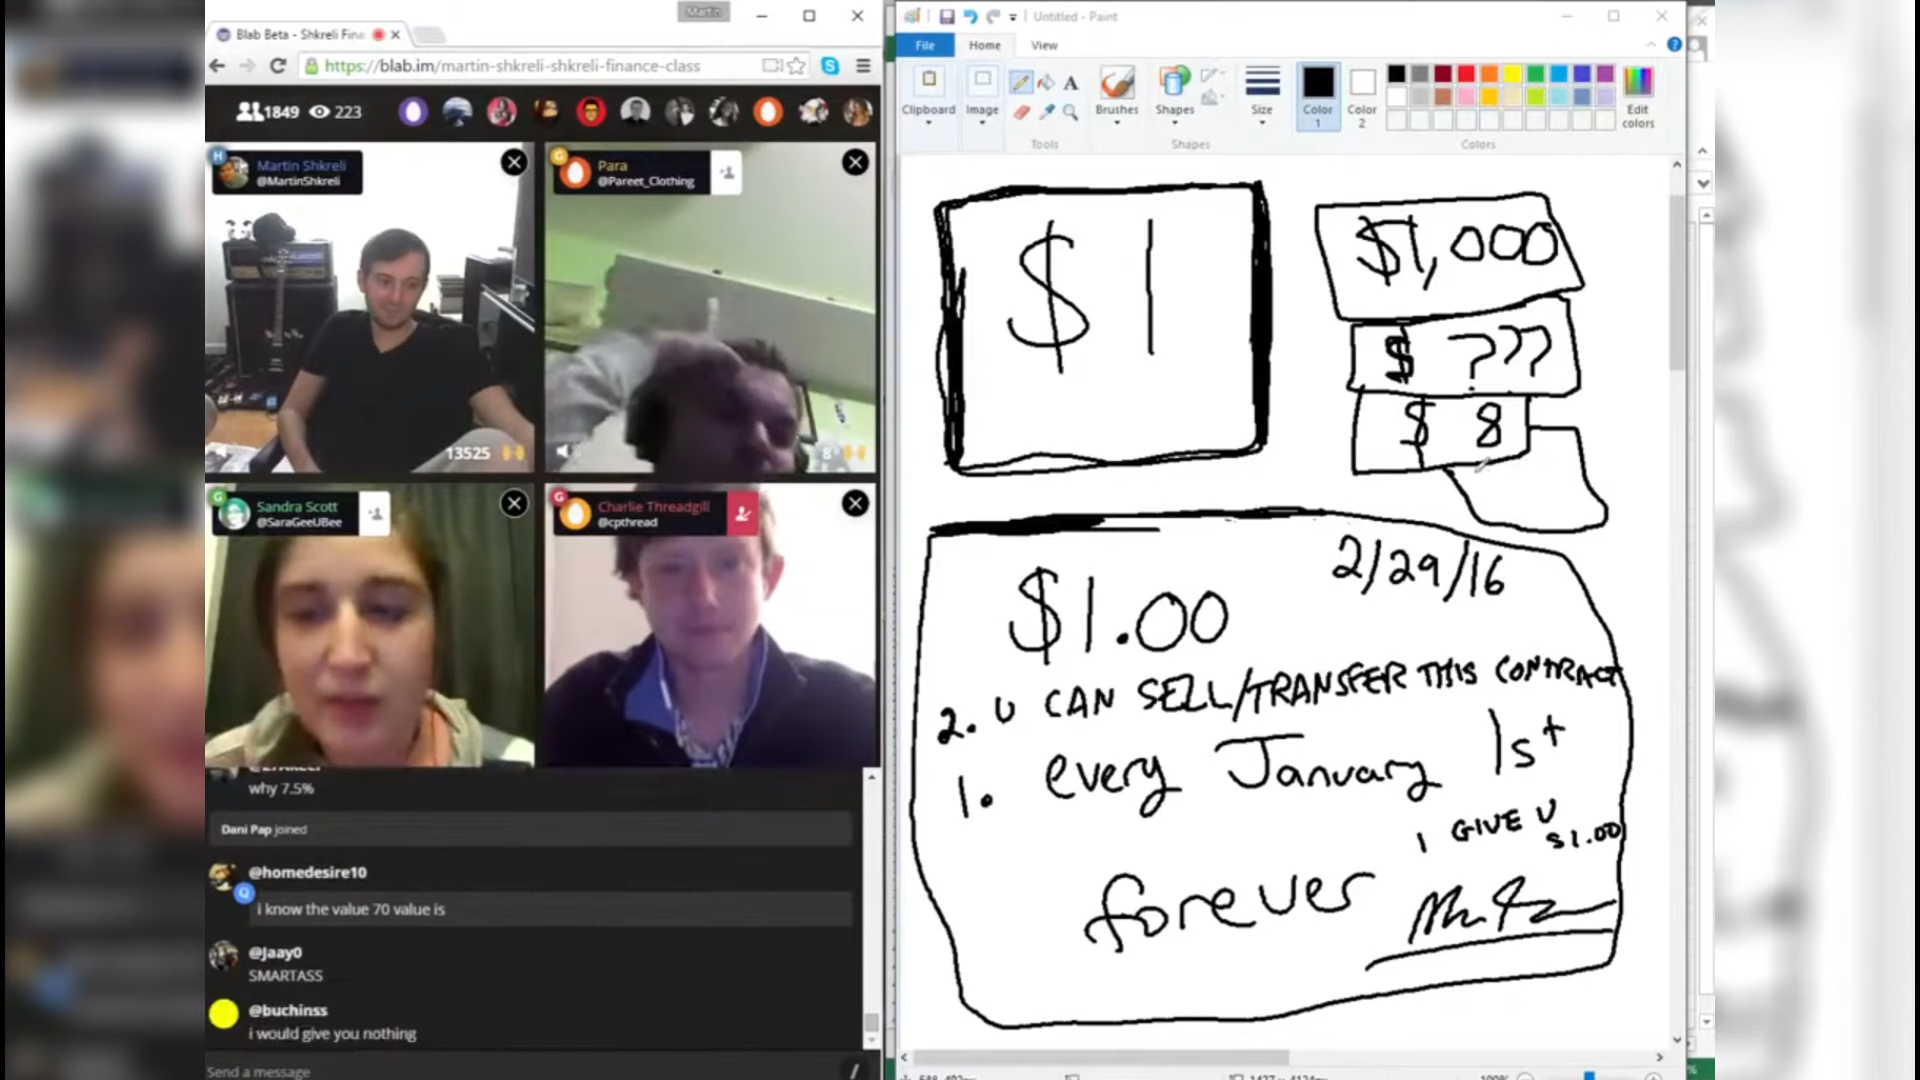 Martin
Blab Beta - Shkreli Fina
https://blab.im/martin-shkreli-shkreli-finance-class
1849 223
H
Martin Shkreli
@MartinShkreli
13525
G
Para
@Pareet_Clothing
8
G
Sandra Scott
@SaraGeeUBee
G
Charlie Threadgill
@cpthread
why 7.5%
Dani Pap joined
@homedesire10
Q
i know the value 70 value is
@Jaay0
SMARTASS
@buchinss
i would give you nothing
Send a message
/
Untitled - Paint
File Home View
Clipboard
Image
A
Tools
Brushes
Shapes
Shapes
Size
Color
1
Color
2
Edit
colors
Colors
$ 1
$1,000
$ ???
$ 8
2/29/16
$1.00
2. U CAN SELL/TRANSFER THIS CONTRACT
1. every January 1st
I GIVE U
$1.00
forever
100%